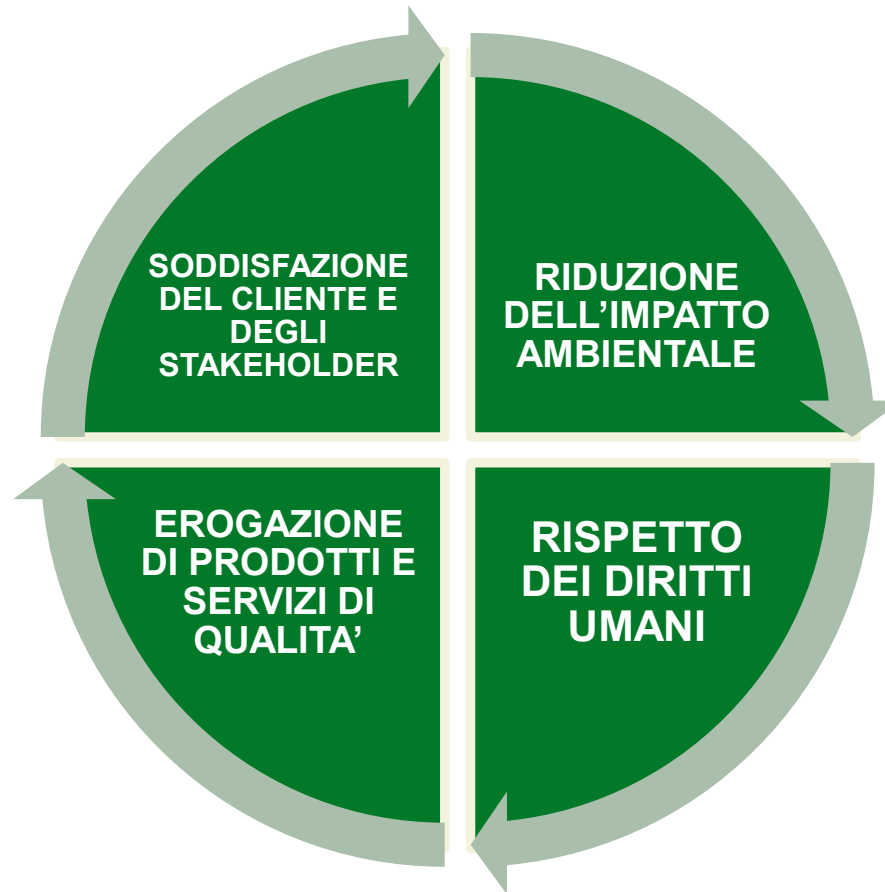 SODDISFAZIONE
DEL CLIENTE E
DEGLI
STAKEHOLDER
RIDUZIONE
DELL’IMPATTO
AMBIENTALE
EROGAZIONE
DI PRODOTTI E
SERVIZI DI
QUALITA’
RISPETTO
DEI DIRITTI
UMANI